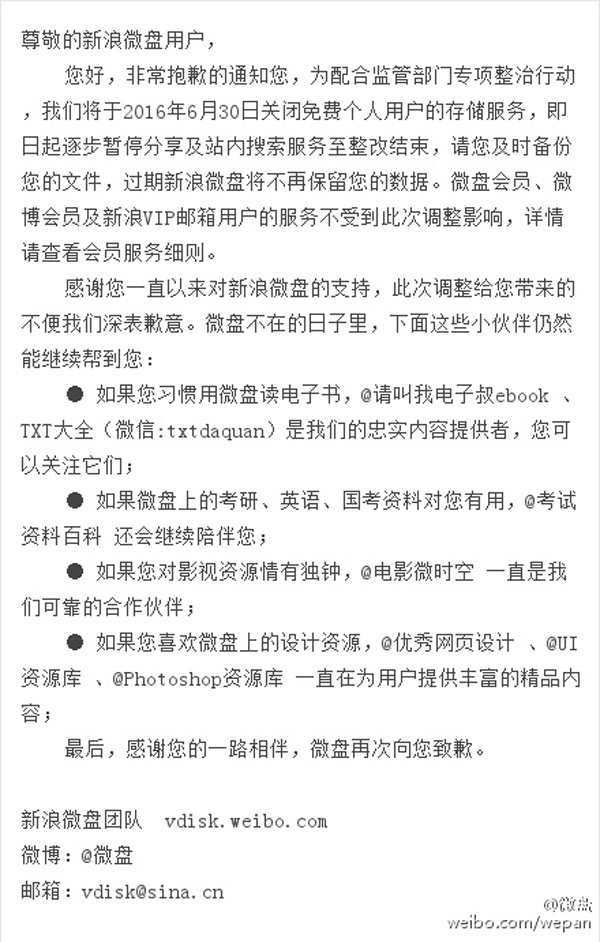 尊敬的新浪微盘用户，
您好，非常抱歉的通知您，为配合监管部门专项整治行动
，我们将于2016年6月30日关闭免费个人用户的存储服务，即
日起逐步暂停分享及站内搜索服务至整改结束，请您及时备份
您的文件，过期新浪微盘将不再保留您的数据。微盘会员、微
博会员及新浪VIP邮箱用户的服务不受到此次调整影响，详情
请查看会员服务细则。
感谢您一直以来对新浪微盘的支持，此次调整给您带来的
不便我们深表歉意。微盘不在的日子里，下面这些小伙伴仍然
能继续帮到您：
● 如果您习惯用微盘读电子书，@请叫我电子叔ebook 、
TXT大全（微信:txtdaquan）是我们的忠实内容提供者，您可
以关注它们；
● 如果微盘上的考研、英语、国考资料对您有用，@考试
资料百科 还会继续陪伴您；
● 如果您对影视资源情有独钟，@电影微时空 一直是我
们可靠的合作伙伴；
● 如果您喜欢微盘上的设计资源，@优秀网页设计 、@UI
资源库 、@Photoshop资源库 一直在为用户提供丰富的精品内
容；
最后，感谢您的一路相伴，微盘再次向您致歉。
新浪微盘团队 vdisk.weibo.com
微博：@微盘
邮箱：vdisk@sina.cn
@微盘
weibo.com/wepan